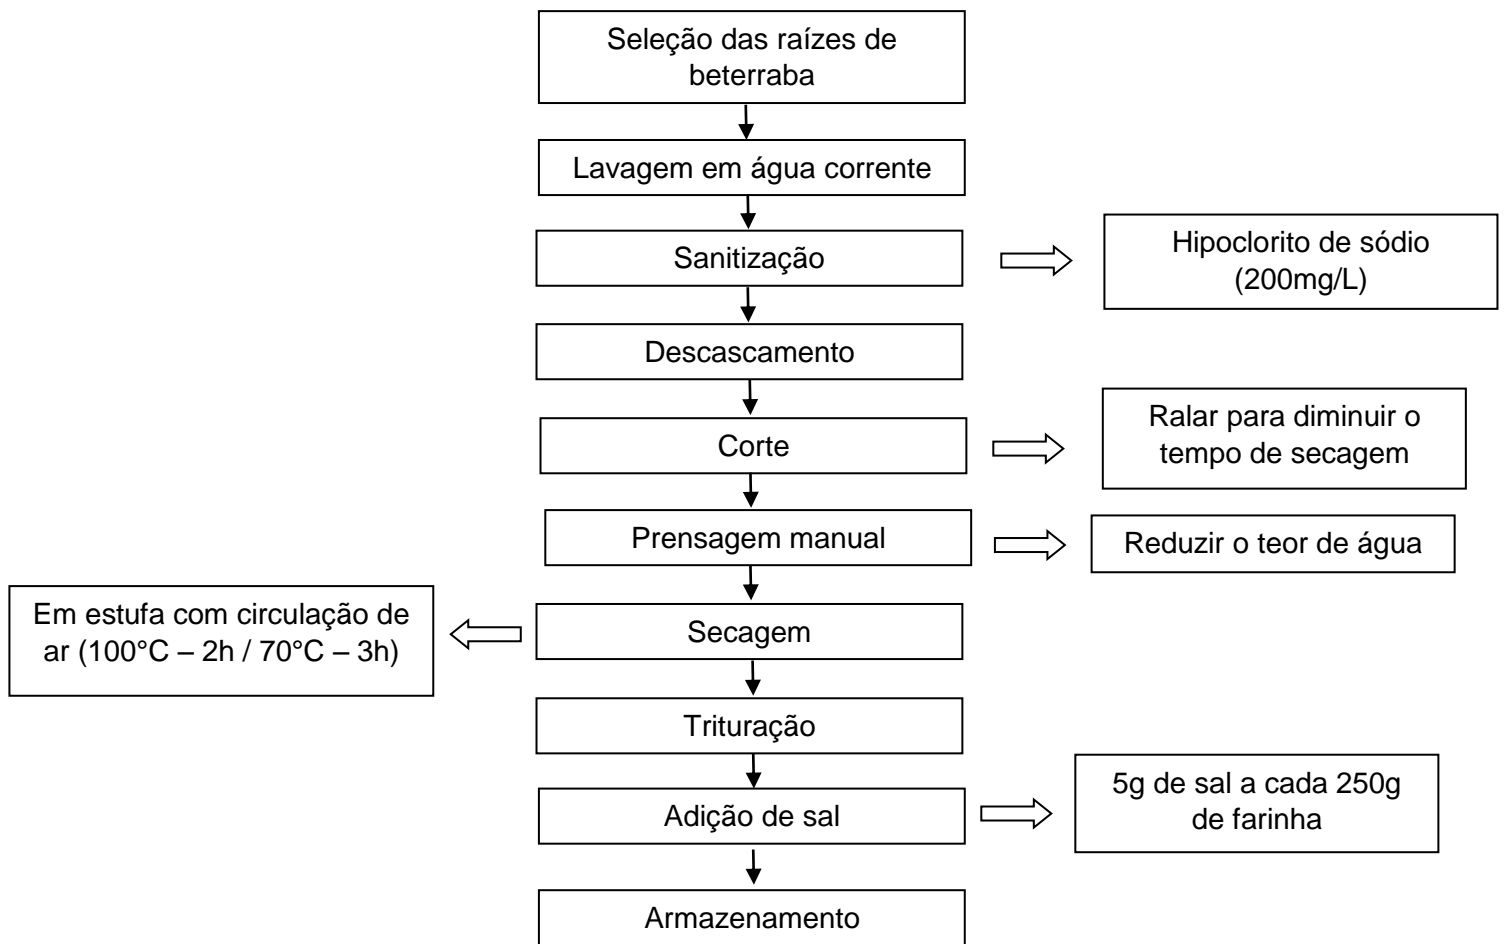 Seleção das raízes de
beterraba
Lavagem em água corrente
Sanitização
Hipoclorito de sódio
(200mg/L)
Descascamento
Corte
Ralar para diminuir o
tempo de secagem
Prensagem manual
Reduzir o teor de água
Em estufa com circulação de
ar (100°C – 2h / 70°C – 3h)
Secagem
Trituração
Adição de sal
5g de sal a cada 250g
de farinha
Armazenamento